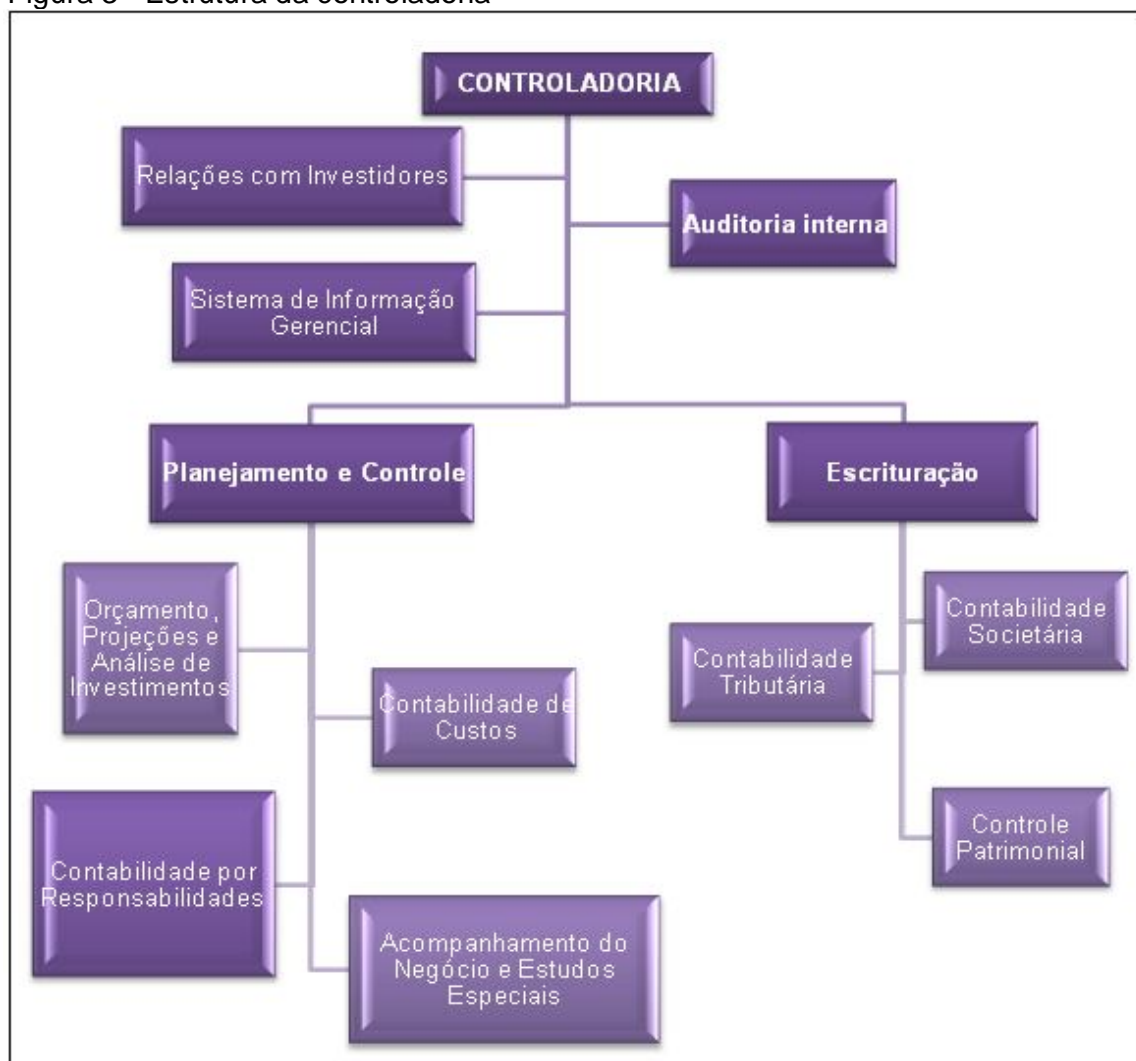 Figura 3 - Estrutura da controladoria
CONTROLADORIA
Relações com Investidores
Auditoria interna
Sistema de Informação
Gerencial
Planejamento e Controle
Escrituração
Orçamento,
Projeções e
Análise de
Investimentos
Contabilidade de
Custos
Contabilidade por
Responsabilidades
Acompanhamento do
Negócio e Estudos
Especiais
Contabilidade
Societária
Contabilidade
Tributária
Controle
Patrimonial